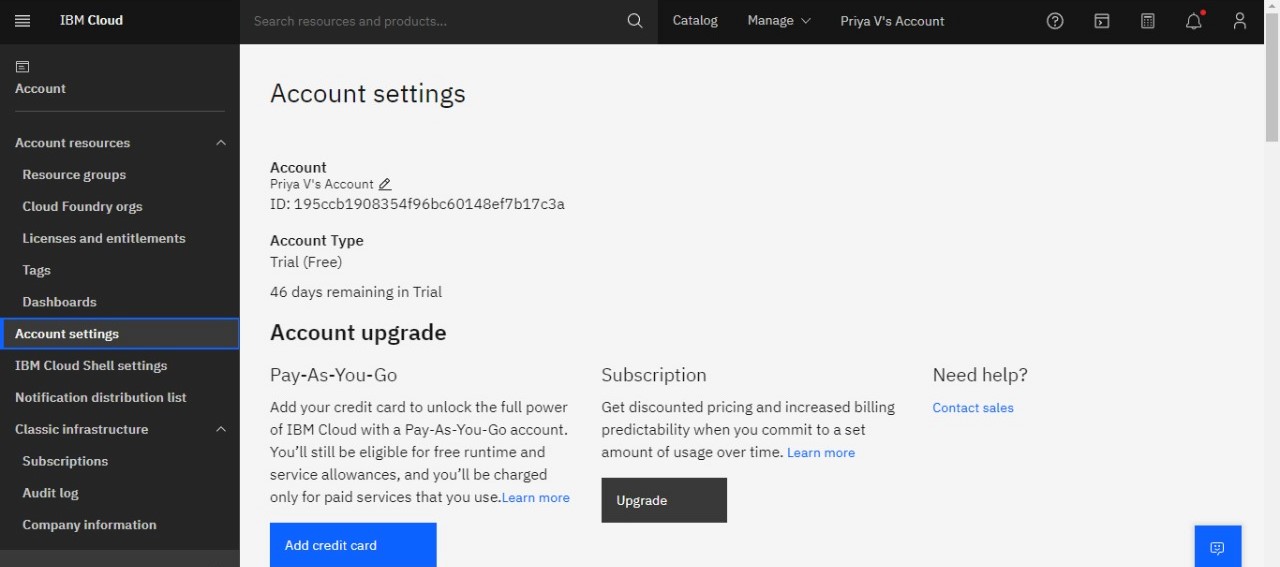 IBM Cloud
Search resources and products...
Catalog
Manage
Priya V's Account
Account
Account resources
Resource groups
Cloud Foundry orgs
Licenses and entitlements
Tags
Dashboards
Account settings
IBM Cloud Shell settings
Notification distribution list
Classic infrastructure
Subscriptions
Audit log
Company information
Account settings
Account
Priya V's Account
ID: 195ccb1908354f96bc60148ef7b17c3a
Account Type
Trial (Free)
46 days remaining in Trial
Account upgrade
Pay-As-You-Go
Add your credit card to unlock the full power
of IBM Cloud with a Pay-As-You-Go account.
You’ll still be eligible for free runtime and
service allowances, and you’ll be charged
only for paid services that you use.Learn more
Add credit card
Subscription
Get discounted pricing and increased billing
predictability when you commit to a set
amount of usage over time. Learn more
Upgrade
Need help?
Contact sales